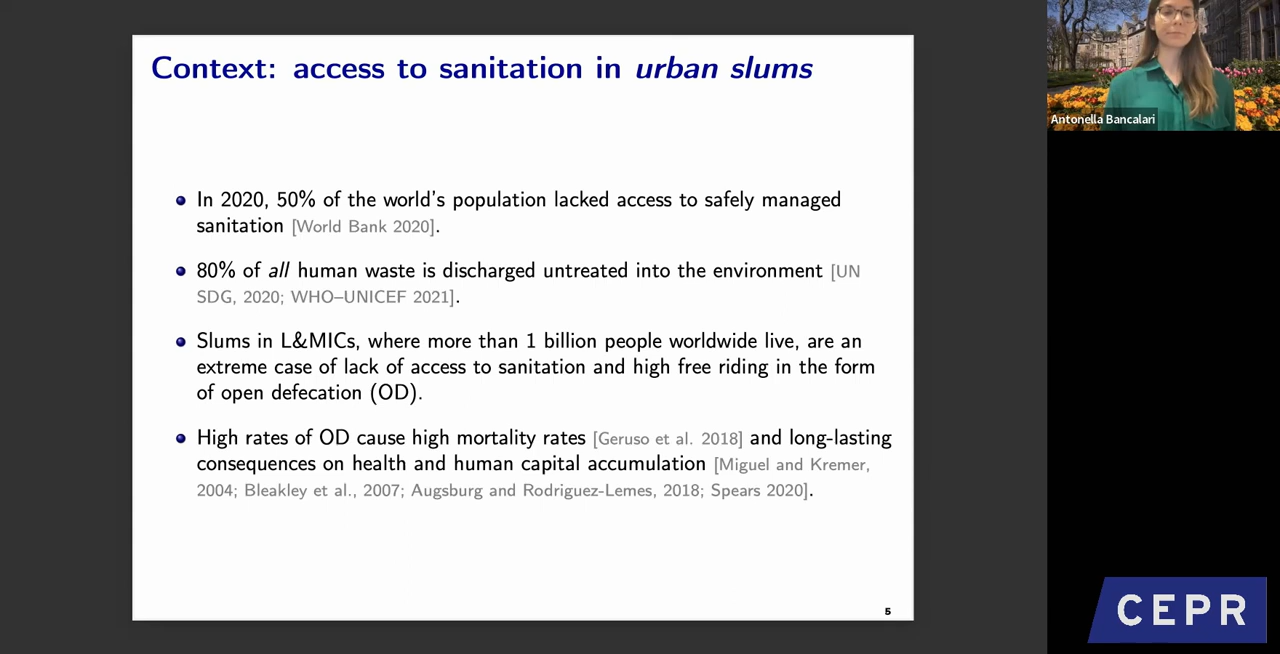 Context: access to sanitation in urban slums
In 2020, 50% of the world's population lacked access to safely managed
sanitation [World Bank 2020].
80% of all human waste is discharged untreated into the environment [UN
SDG, 2020; WHO–UNICEF 2021].
Slums in L&MICs, where more than 1 billion people worldwide live, are an
extreme case of lack of access to sanitation and high free riding in the form
of open defecation (OD).
High rates of OD cause high mortality rates [Geruso et al. 2018] and long-lasting
consequences on health and human capital accumulation [Miguel and Kremer,
2004; Bleakley et al., 2007; Augsburg and Rodriguez-Lemes, 2018; Spears 2020].
5
Antonella Bancalari
CEPR